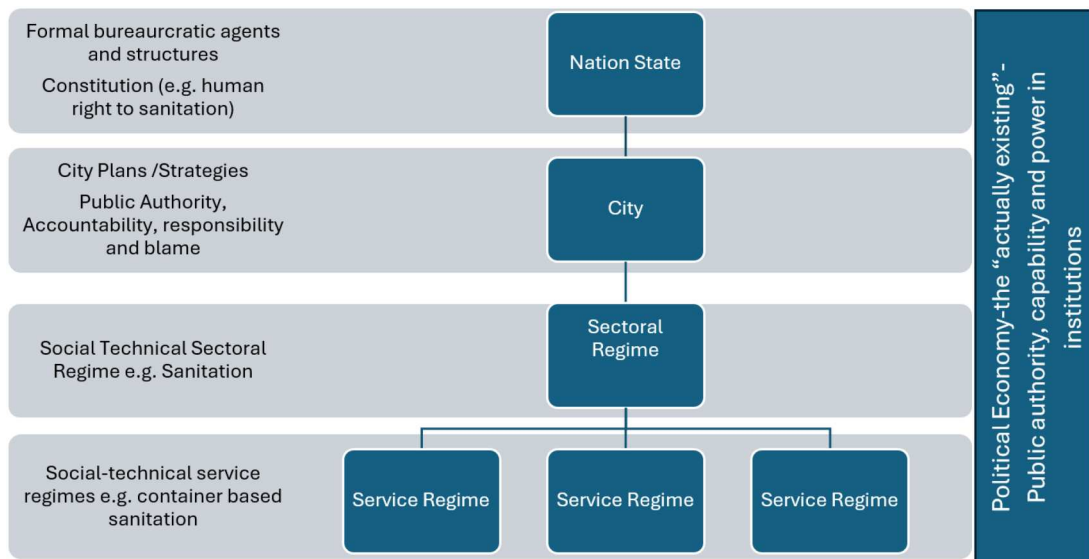 Formal bureaurcratic agents
and structures
Constitution (e.g. human
right to sanitation)
Nation State
City Plans /Strategies
Public Authority,
Accountability, responsibility
and blame
City
Social Technical Sectoral
Regime e.g. Sanitation
Sectoral
Regime
Social-technical service
regimes e.g. container based
sanitation
Service Regime
Service Regime
Service Regime
Political Economy-the “actually existing”-
Public authority, capability and power in
institutions